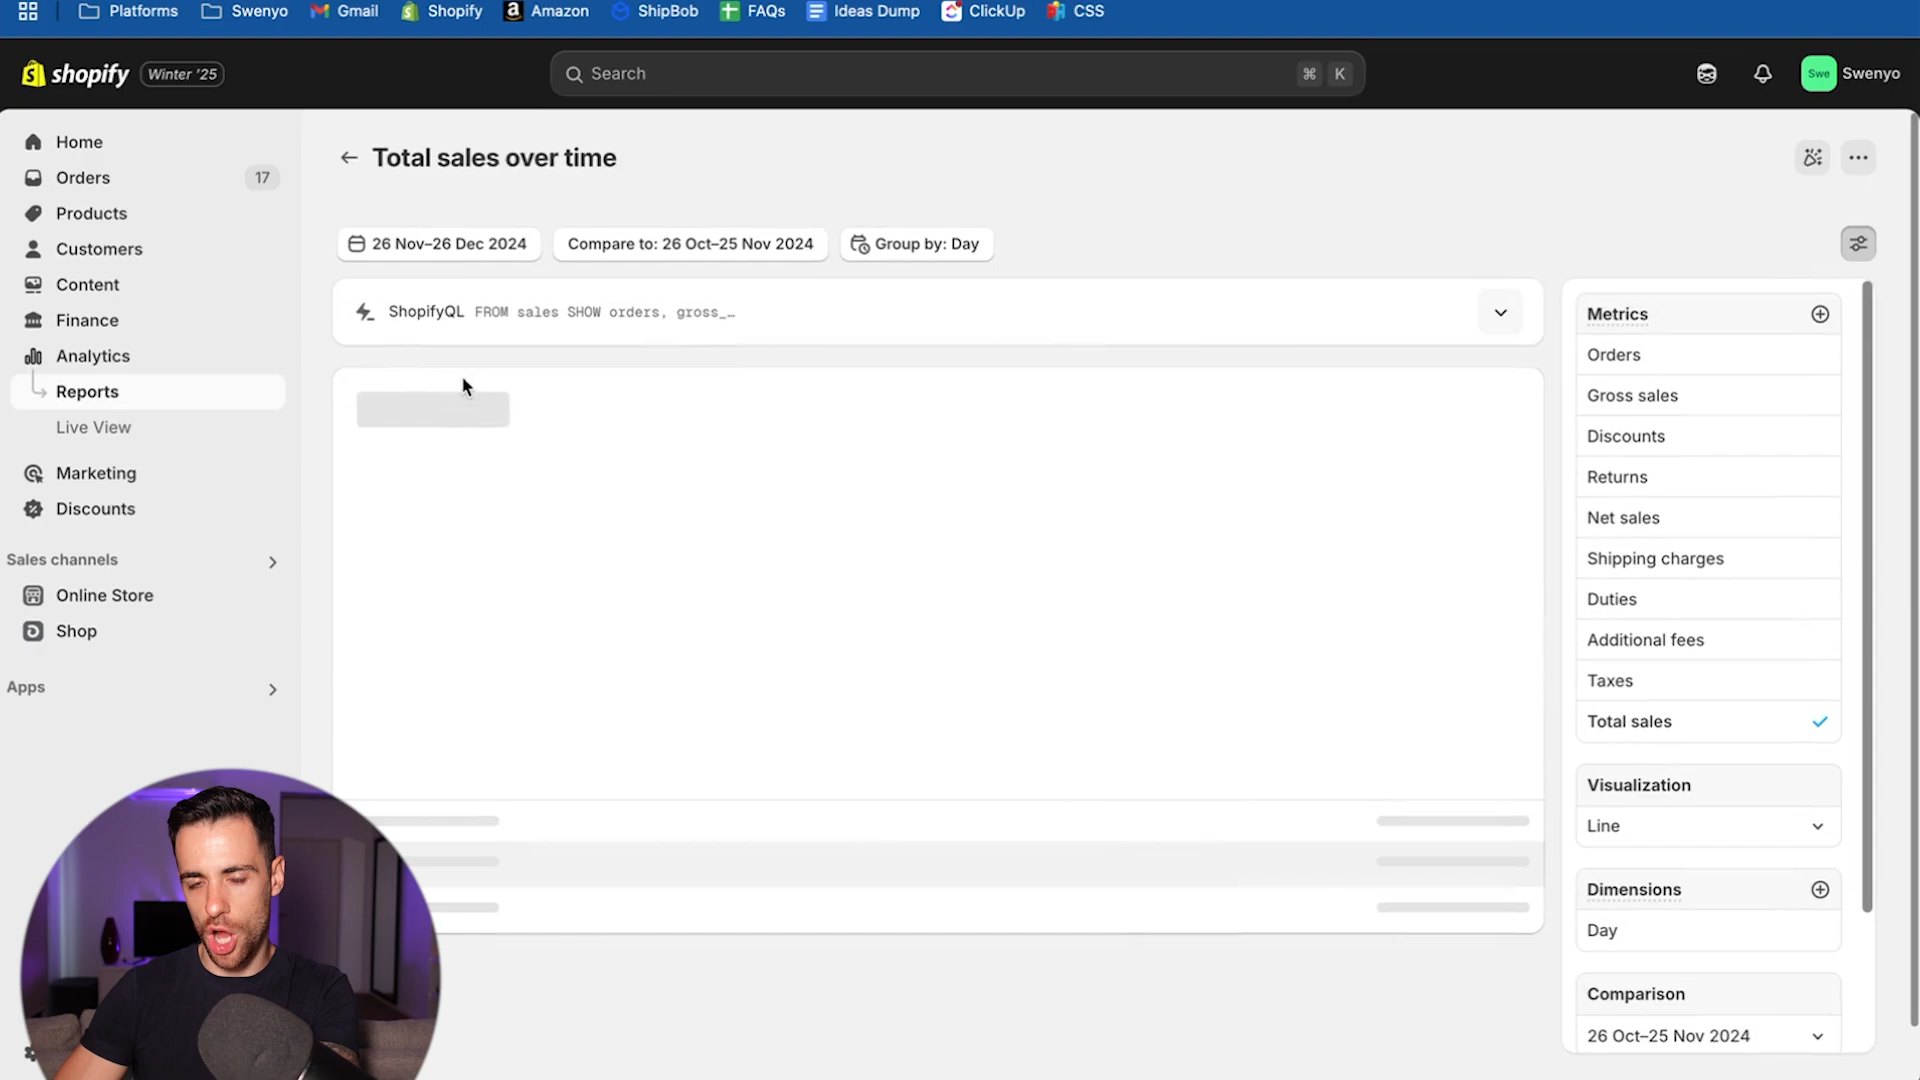 Platforms
Swenyo
Gmail
Shopify
Amazon
ShipBob
FAQs
Ideas Dump
ClickUp
CSS
shopify
Winter '25
Search
⌘ K
Swe
Swenyo
Home
Orders
17
Products
Customers
Content
Finance
Analytics
Reports
Live View
Marketing
Discounts
Sales channels
Online Store
Shop
Apps
Total sales over time
26 Nov–26 Dec 2024
Compare to: 26 Oct–25 Nov 2024
Group by: Day
ShopifyQL FROM sales SHOW orders, gross_…
Metrics
Orders
Gross sales
Discounts
Returns
Net sales
Shipping charges
Duties
Additional fees
Taxes
Total sales
Visualization
Line
Dimensions
Day
Comparison
26 Oct–25 Nov 2024